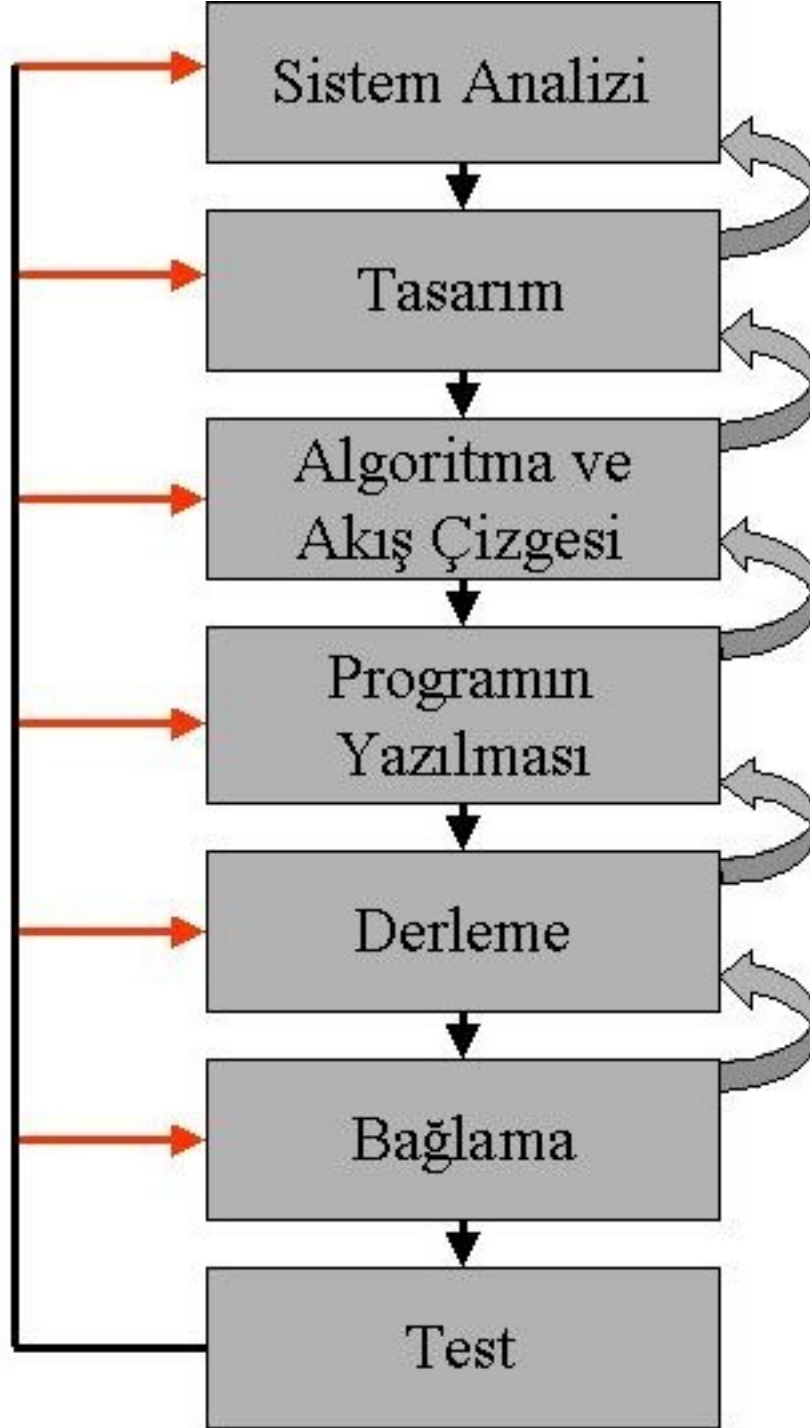 Sistem Analizi
Tasarım
Algoritma ve
Akış Çizgesi
Programın
Yazılması
Derleme
Bağlama
Test